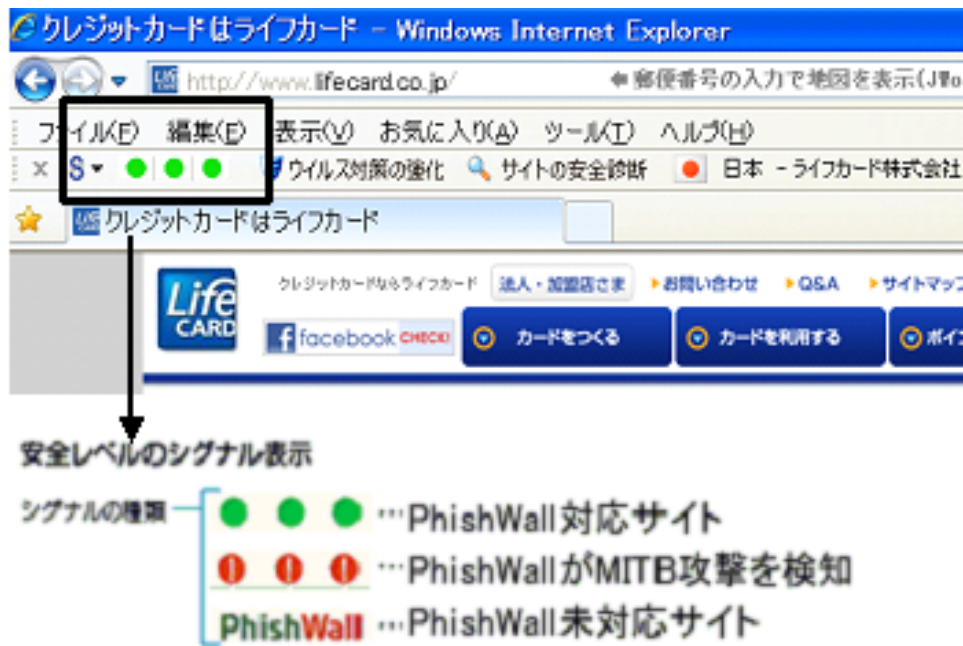 クレジットカードはライフカード - Windows Internet Explorer
http://www.lifecard.co.jp/ 郵便番号の入力で地図を表示(JWo
ファイル(F) 編集(E) 表示(V) お気に入り(A) ツール(T) ヘルプ(H)
x S ウイルス対策の強化 サイトの安全診断 日本 - ライフカード株式会社
Life クレジットカードはライフカード
Life CARD クレジットカードならライフカード 法人・加盟店さま お問い合わせ Q&A サイトマップ
facebook CHECK! カードをつくる カードを利用する ポイン
安全レベルのシグナル表示
シグナルの種類 …PhishWall対応サイト
…PhishWallがMITB攻撃を検知
PhishWall …PhishWall未対応サイト